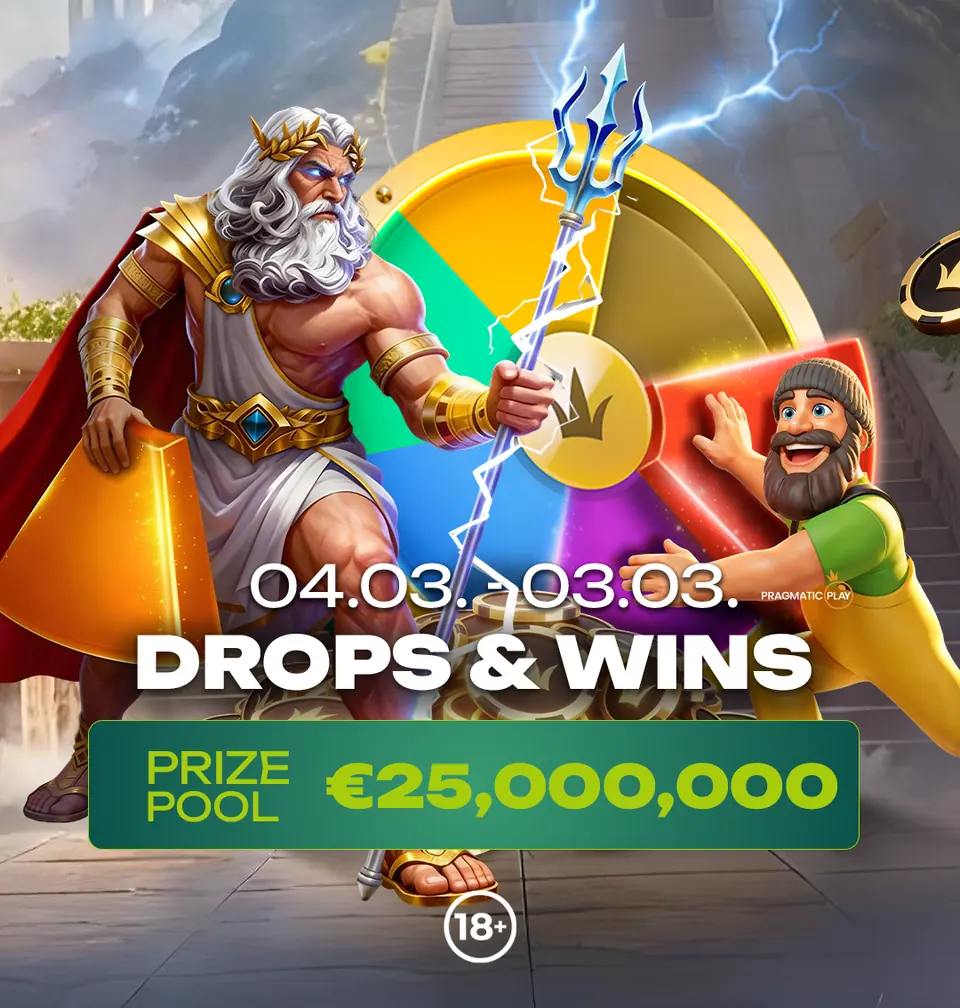 04.03. - 03.03.
PRAGMATIC PLAY
DROPS & WINS
PRIZE
POOL
€25,000,000
18+